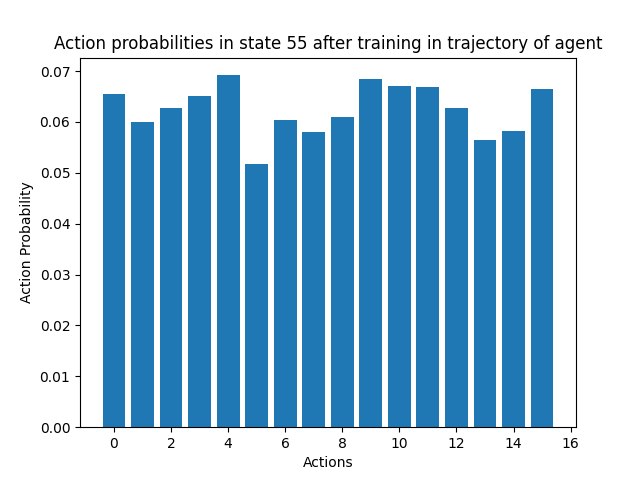 Action probabilities in state 55 after training in trajectory of agent
0.07
0.06
0.05
0.04
0.03
0.02
0.01
0.00
Action Probability
0 2 4 6 8 10 12 14 16
Actions